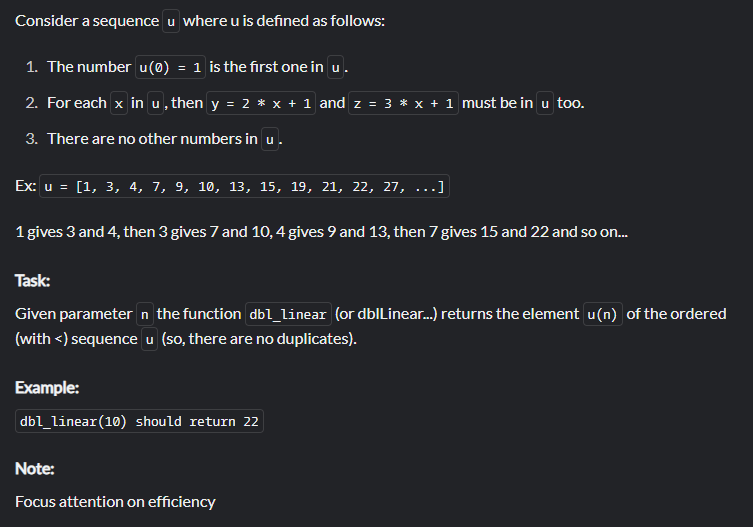 Consider a sequence u where u is defined as follows:
1. The number u(0) = 1 is the first one in u.
2. For each x in u, then y = 2 * x + 1 and z = 3 * x + 1 must be in u too.
3. There are no other numbers in u.
Ex: u = [1, 3, 4, 7, 9, 10, 13, 15, 19, 21, 22, 27, ...]
1 gives 3 and 4, then 3 gives 7 and 10, 4 gives 9 and 13, then 7 gives 15 and 22 and so on...
Task:
Given parameter n the function dbl_linear (or dblLinear...) returns the element u(n) of the ordered
(with <) sequence u (so, there are no duplicates).
Example:
dbl_linear(10) should return 22
Note:
Focus attention on efficiency